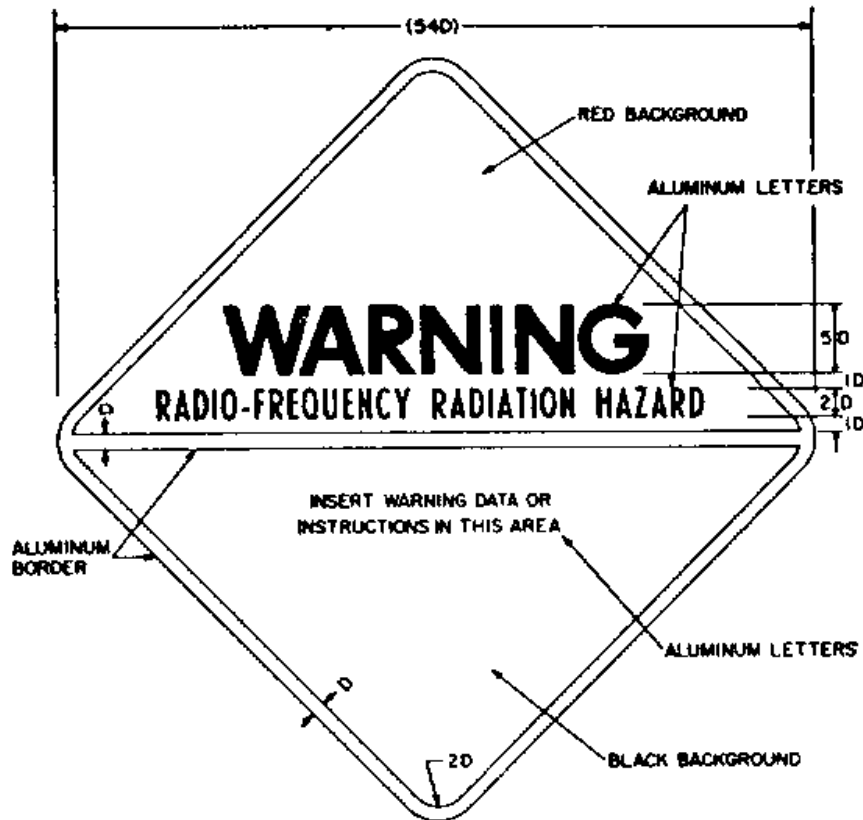 (54D)
RED BACKGROUND
ALUMINUM LETTERS
WARNING
5D
1D
RADIO-FREQUENCY RADIATION HAZARD
2D
D
1D
INSERT WARNING DATA OR
INSTRUCTIONS IN THIS AREA
ALUMINUM
BORDER
ALUMINUM LETTERS
D
2D
BLACK BACKGROUND